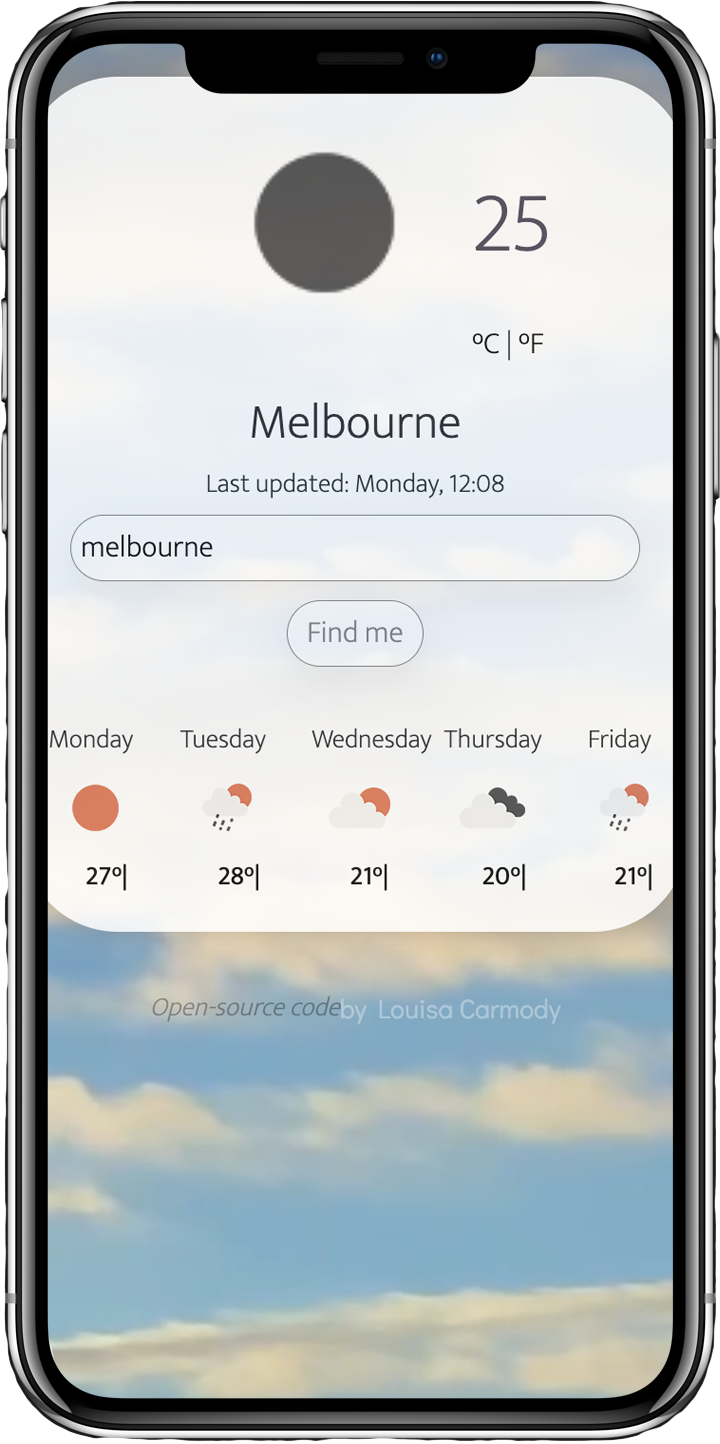 25
ºC | ºF
Melbourne
Last updated: Monday, 12:08
melbourne
Find me
Monday Tuesday Wednesday Thursday Friday
27º| 28º| 21º| 20º| 21º|
Open-source code by Louisa Carmody